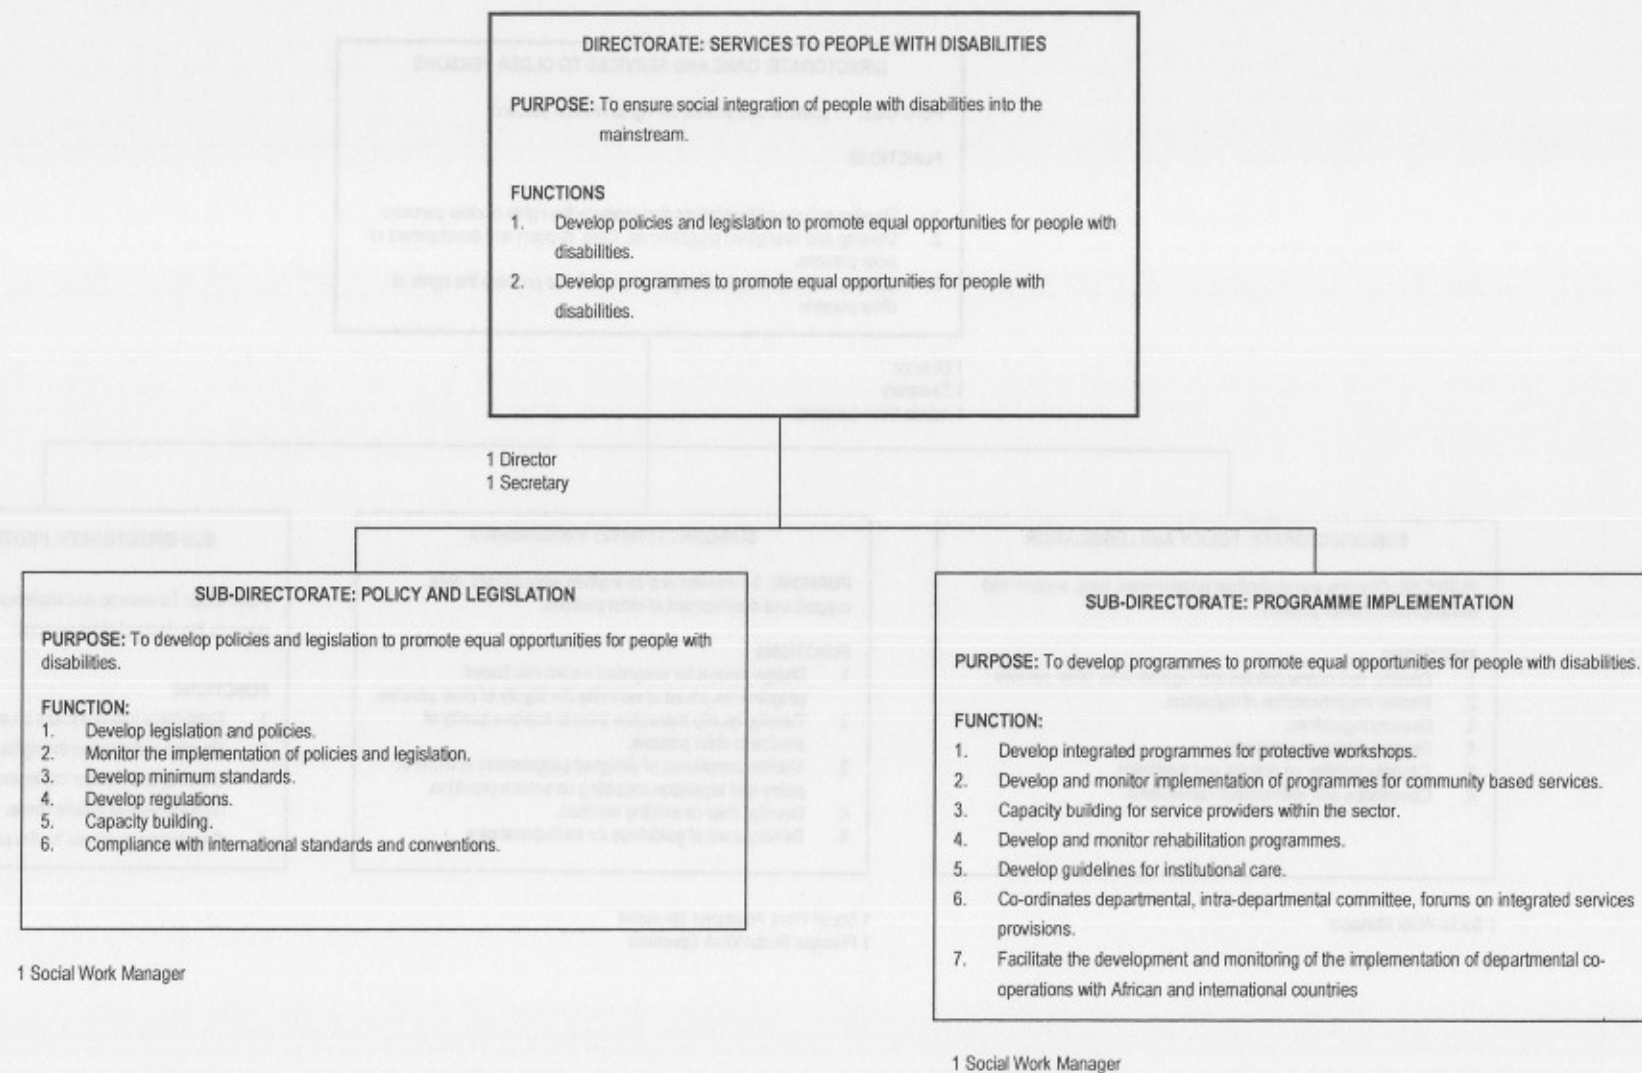 DIRECTORATE: SERVICES TO PEOPLE WITH DISABILITIES
PURPOSE: To ensure social integration of people with disabilities into the
mainstream.
FUNCTIONS
1. Develop policies and legislation to promote equal opportunities for people with
disabilities.
2. Develop programmes to promote equal opportunities for people with
disabilities.
1 Director
1 Secretary
SUB-DIRECTORATE: POLICY AND LEGISLATION
PURPOSE: To develop policies and legislation to promote equal opportunities for people with
disabilities.
FUNCTION:
1. Develop legislation and policies.
2. Monitor the implementation of policies and legislation.
3. Develop minimum standards.
4. Develop regulations.
5. Capacity building.
6. Compliance with international standards and conventions.
1 Social Work Manager
SUB-DIRECTORATE: PROGRAMME IMPLEMENTATION
PURPOSE: To develop programmes to promote equal opportunities for people with disabilities.
FUNCTION:
1. Develop integrated programmes for protective workshops.
2. Develop and monitor implementation of programmes for community based services.
3. Capacity building for service providers within the sector.
4. Develop and monitor rehabilitation programmes.
5. Develop guidelines for institutional care.
6. Co-ordinates departmental, intra-departmental committee, forums on integrated services
provisions.
7. Facilitate the development and monitoring of the implementation of departmental co-
operations with African and international countries
1 Social Work Manager